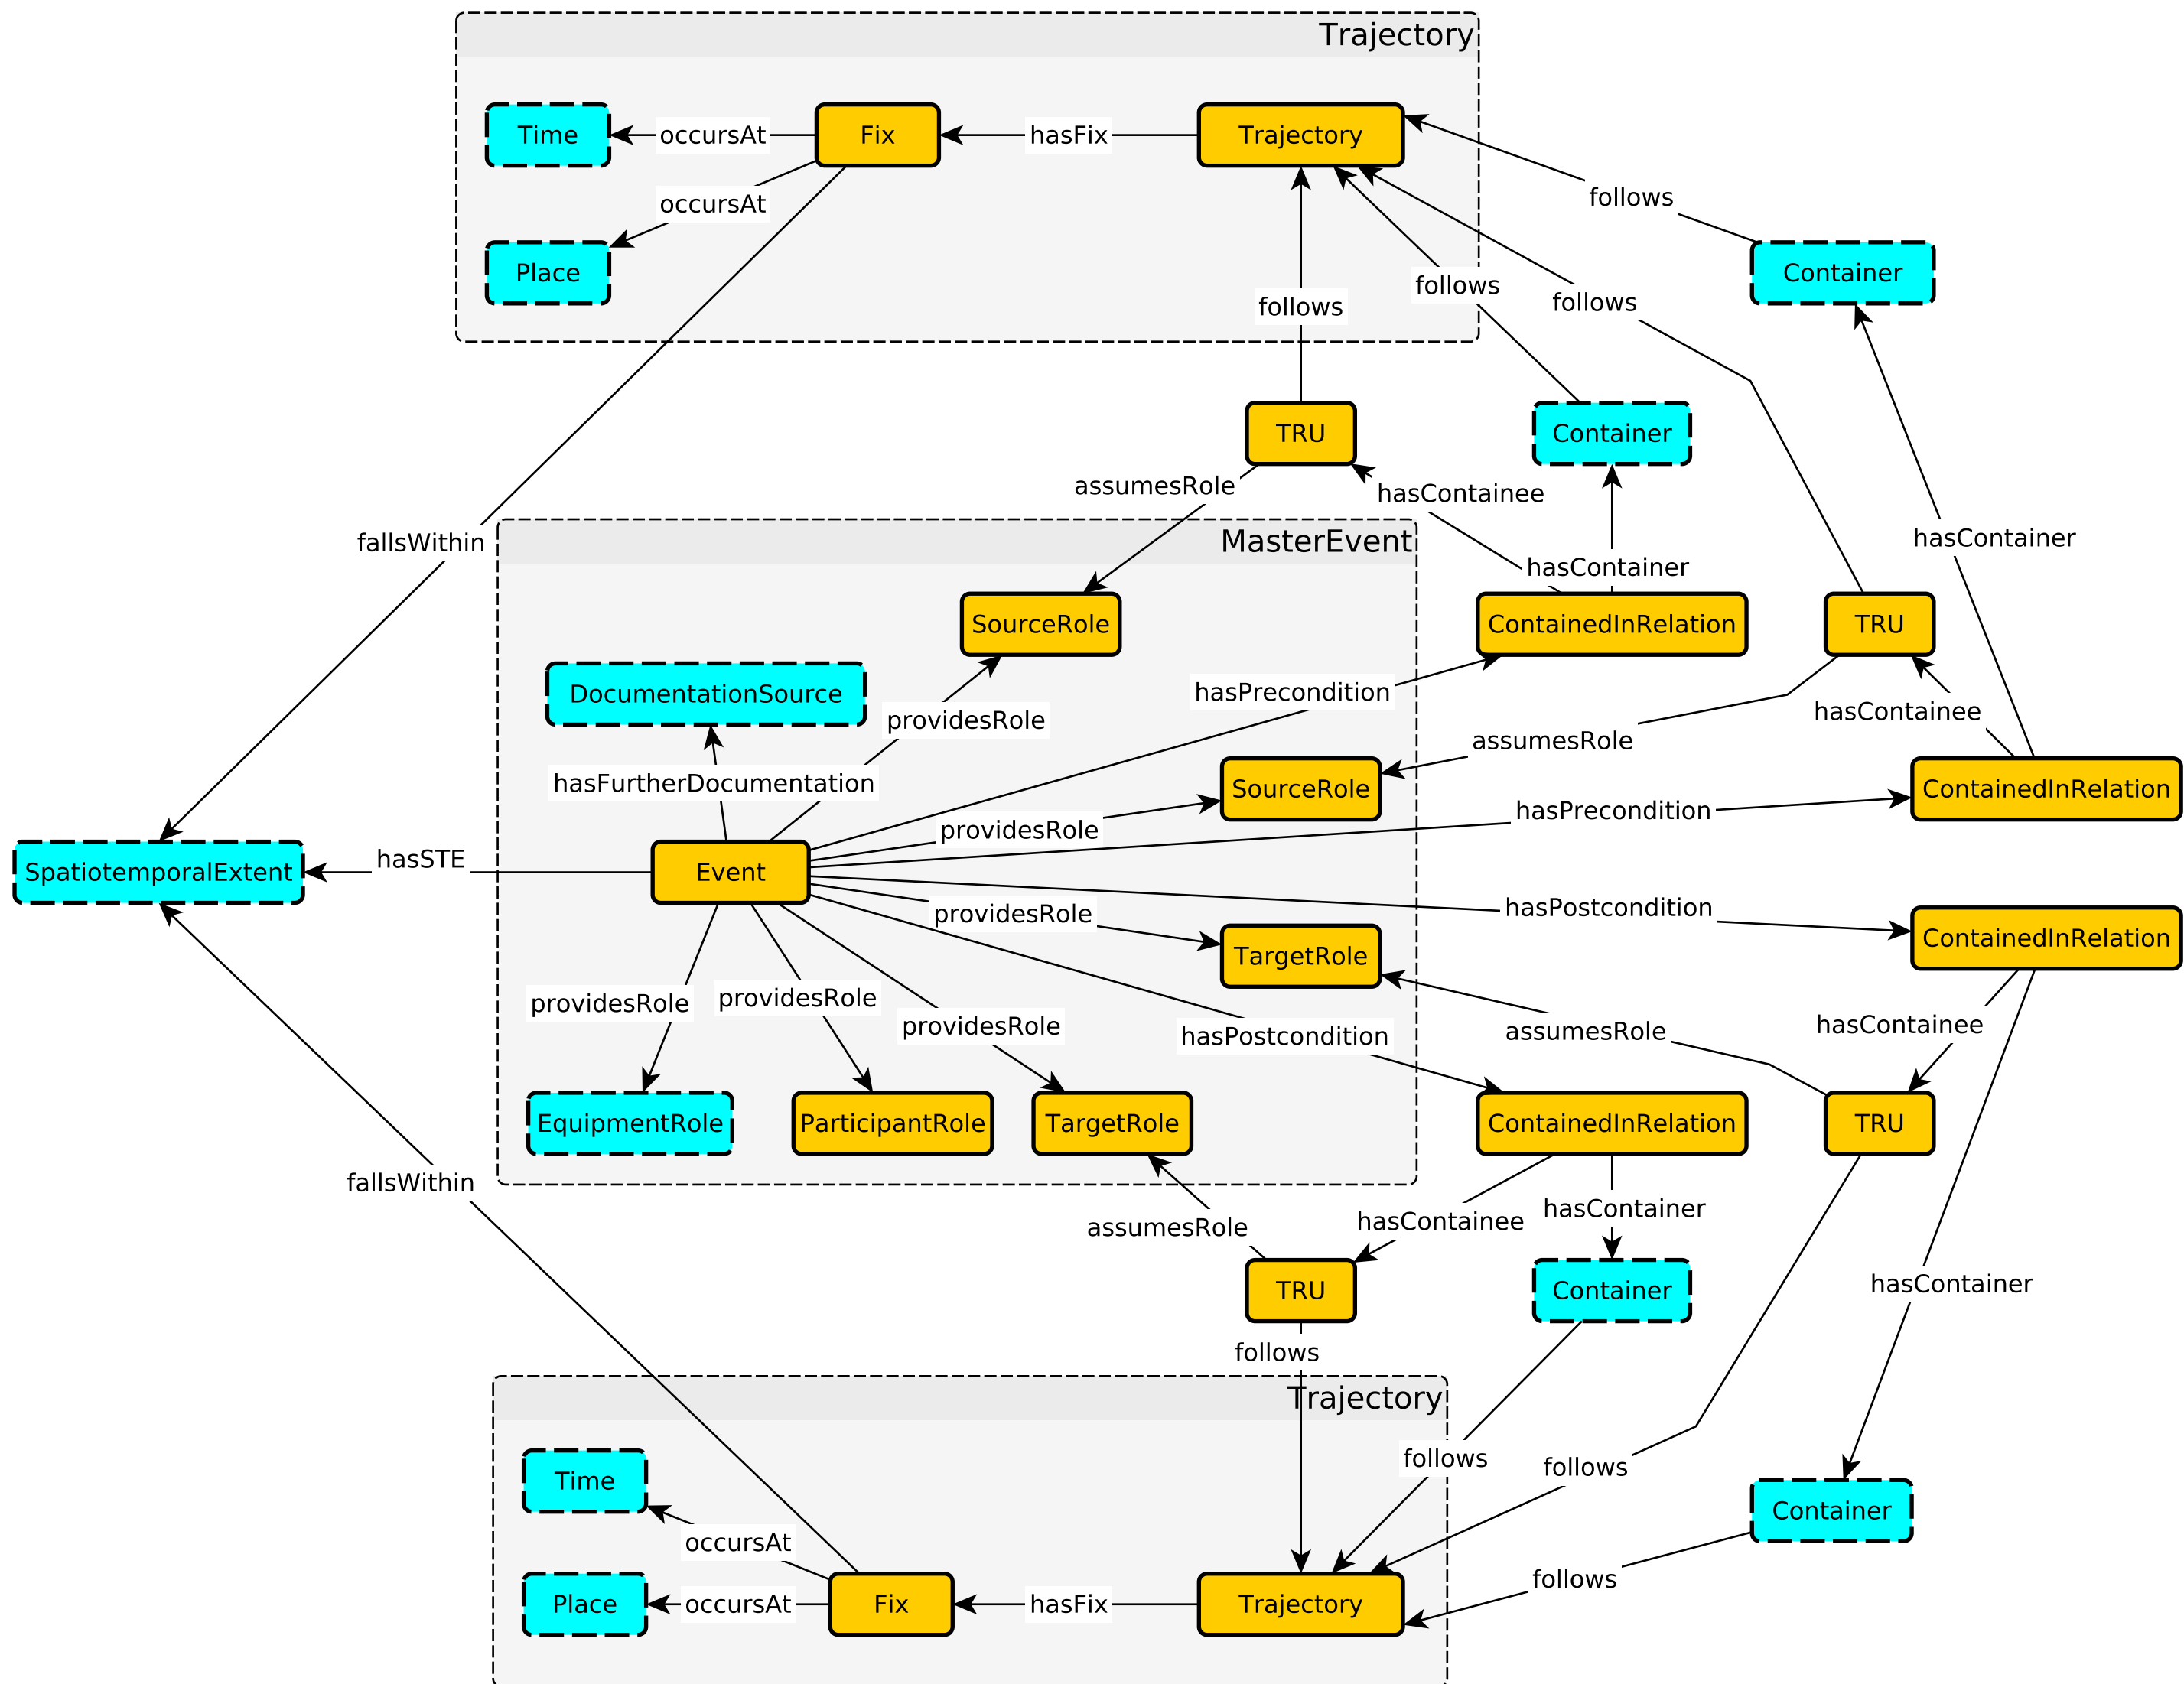 Trajectory
Time
occursAt
Fix
hasFix
Trajectory
follows
occursAt
Place
Container
follows
follows
follows
TRU
Container
assumesRole
hasContainee
fallsWithin
MasterEvent
hasContainer
hasContainer
SourceRole
ContainedInRelation
TRU
DocumentationSource
hasPrecondition
providesRole
hasContainee
assumesRole
hasFurtherDocumentation
SourceRole
ContainedInRelation
providesRole
hasPrecondition
SpatiotemporalExtent
hasSTE
Event
providesRole
hasPostcondition
TargetRole
ContainedInRelation
providesRole
providesRole
providesRole
hasPostcondition
assumesRole
hasContainee
EquipmentRole
ParticipantRole
TargetRole
ContainedInRelation
TRU
fallsWithin
assumesRole
hasContainee
hasContainer
TRU
Container
hasContainer
follows
Trajectory
Time
follows
follows
Container
occursAt
Place
occursAt
Fix
hasFix
Trajectory
follows